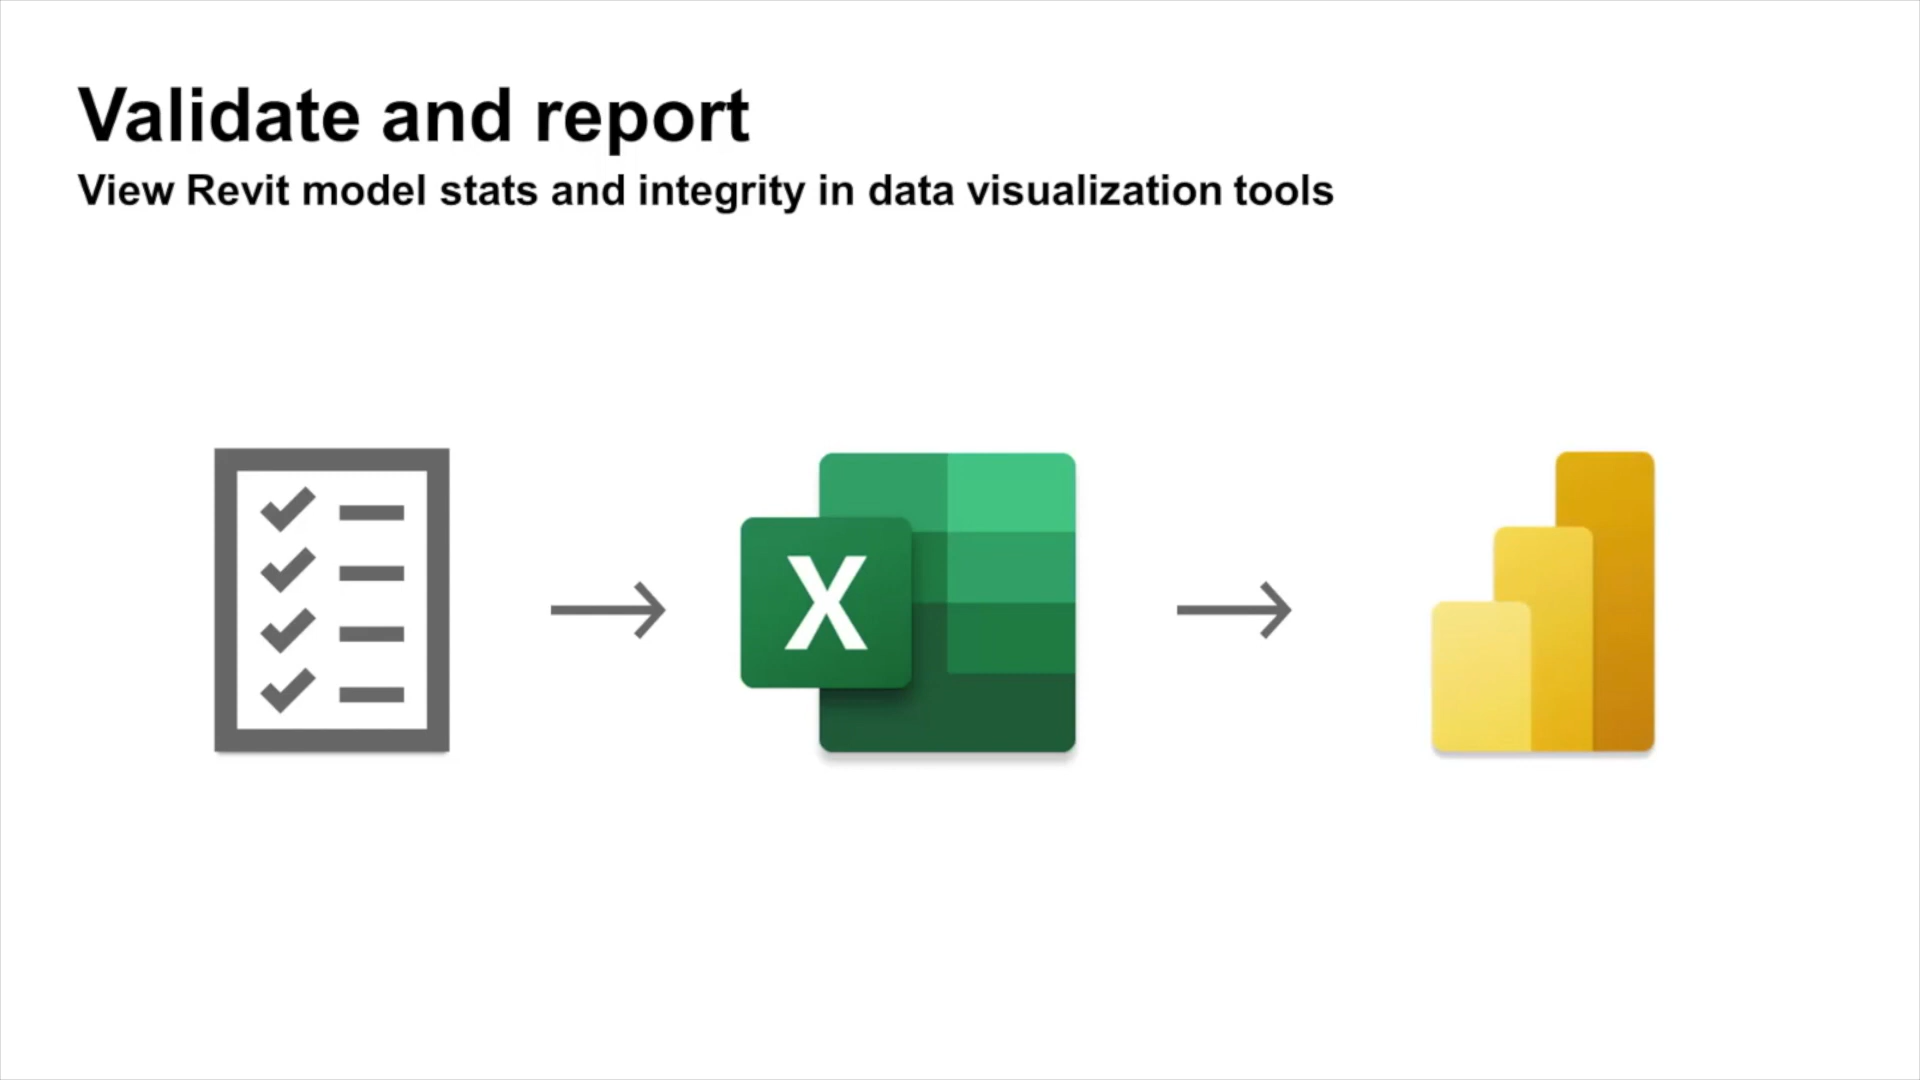 Validate and report
View Revit model stats and integrity in data visualization tools
X